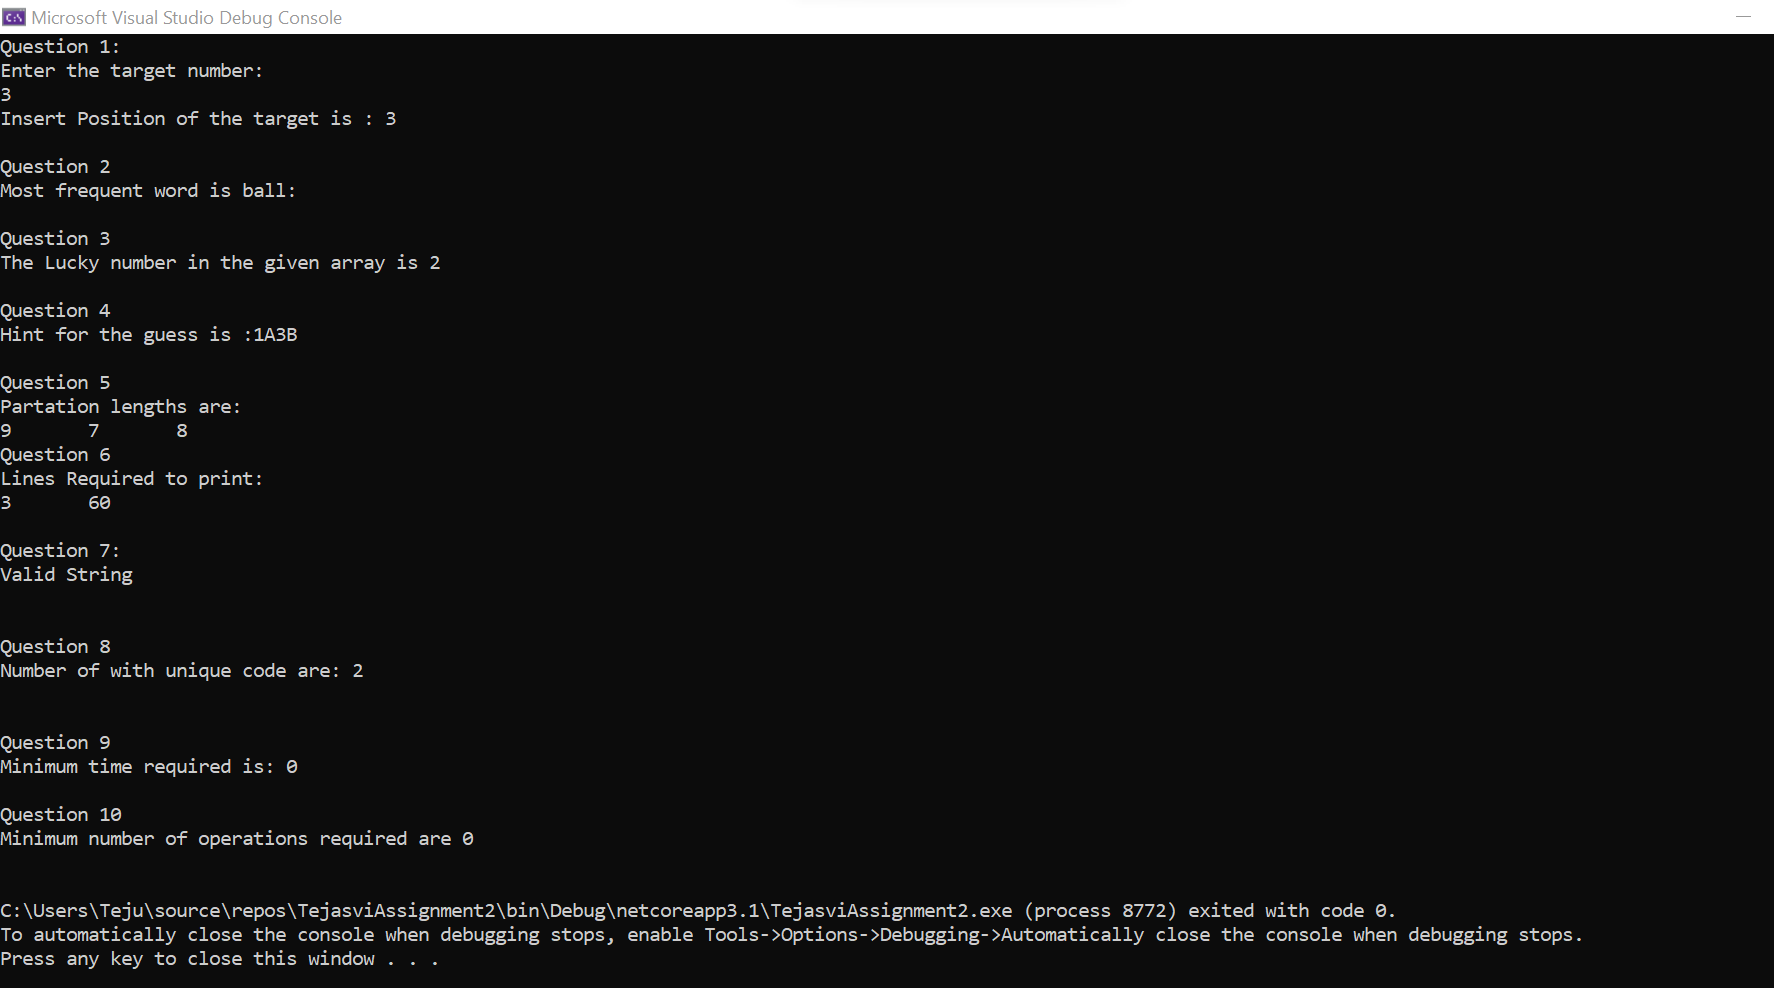 Microsoft Visual Studio Debug Console
Question 1:
Enter the target number:
3
Insert Position of the target is : 3
Question 2
Most frequent word is ball:
Question 3
The Lucky number in the given array is 2
Question 4
Hint for the guess is :1A3B
Question 5
Partation lengths are:
9 7 8
Question 6
Lines Required to print:
3 60
Question 7:
Valid String
Question 8
Number of with unique code are: 2
Question 9
Minimum time required is: 0
Question 10
Minimum number of operations required are 0
C:\Users\Teju\source\repos\TejasviAssignment2\bin\Debug\netcoreapp3.1\TejasviAssignment2.exe (process 8772) exited with code 0.
To automatically close the console when debugging stops, enable Tools->Options->Debugging->Automatically close the console when debugging stops.
Press any key to close this window . . .